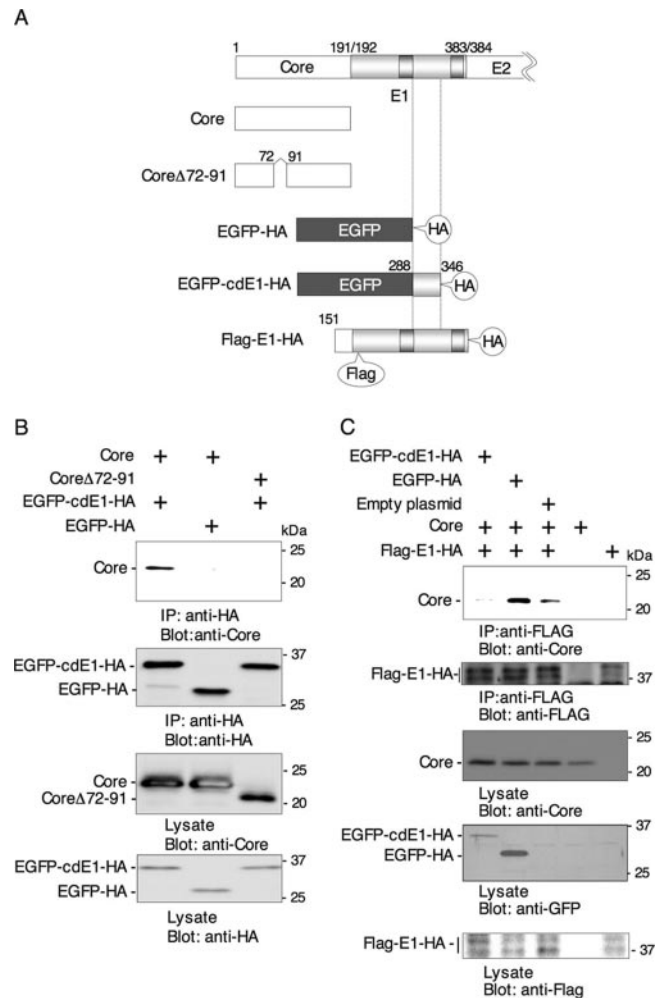 A
1
191/192
383/384
Core
E2
E1
Core
72 91
CoreΔ72-91
EGFP-HA
EGFP
HA
288
346
EGFP-cdE1-HA
EGFP
HA
151
Flag-E1-HA
HA
Flag
B
Core + +
CoreΔ72-91 +
EGFP-cdE1-HA + +
EGFP-HA +
kDa
25
Core
20
IP: anti-HA
Blot:anti-Core
EGFP-cdE1-HA
37
EGFP-HA
25
IP: anti-HA
Blot:anti-HA
Core
25
CoreΔ72-91
20
Lysate
Blot: anti-Core
EGFP-cdE1-HA
37
EGFP-HA
25
Lysate
Blot: anti-HA
C
EGFP-cdE1-HA +
EGFP-HA +
Empty plasmid +
Core + + + +
Flag-E1-HA + + + +
kDa
25
Core
20
IP:anti-FLAG
Blot: anti-Core
Flag-E1-HA
37
IP: anti-FLAG
Blot: anti-FLAG
25
Core
20
Lysate
Blot: anti-Core
EGFP-cdE1-HA
37
EGFP-HA
25
Lysate
Blot: anti-GFP
Flag-E1-HA
37
Lysate
Blot: anti-Flag